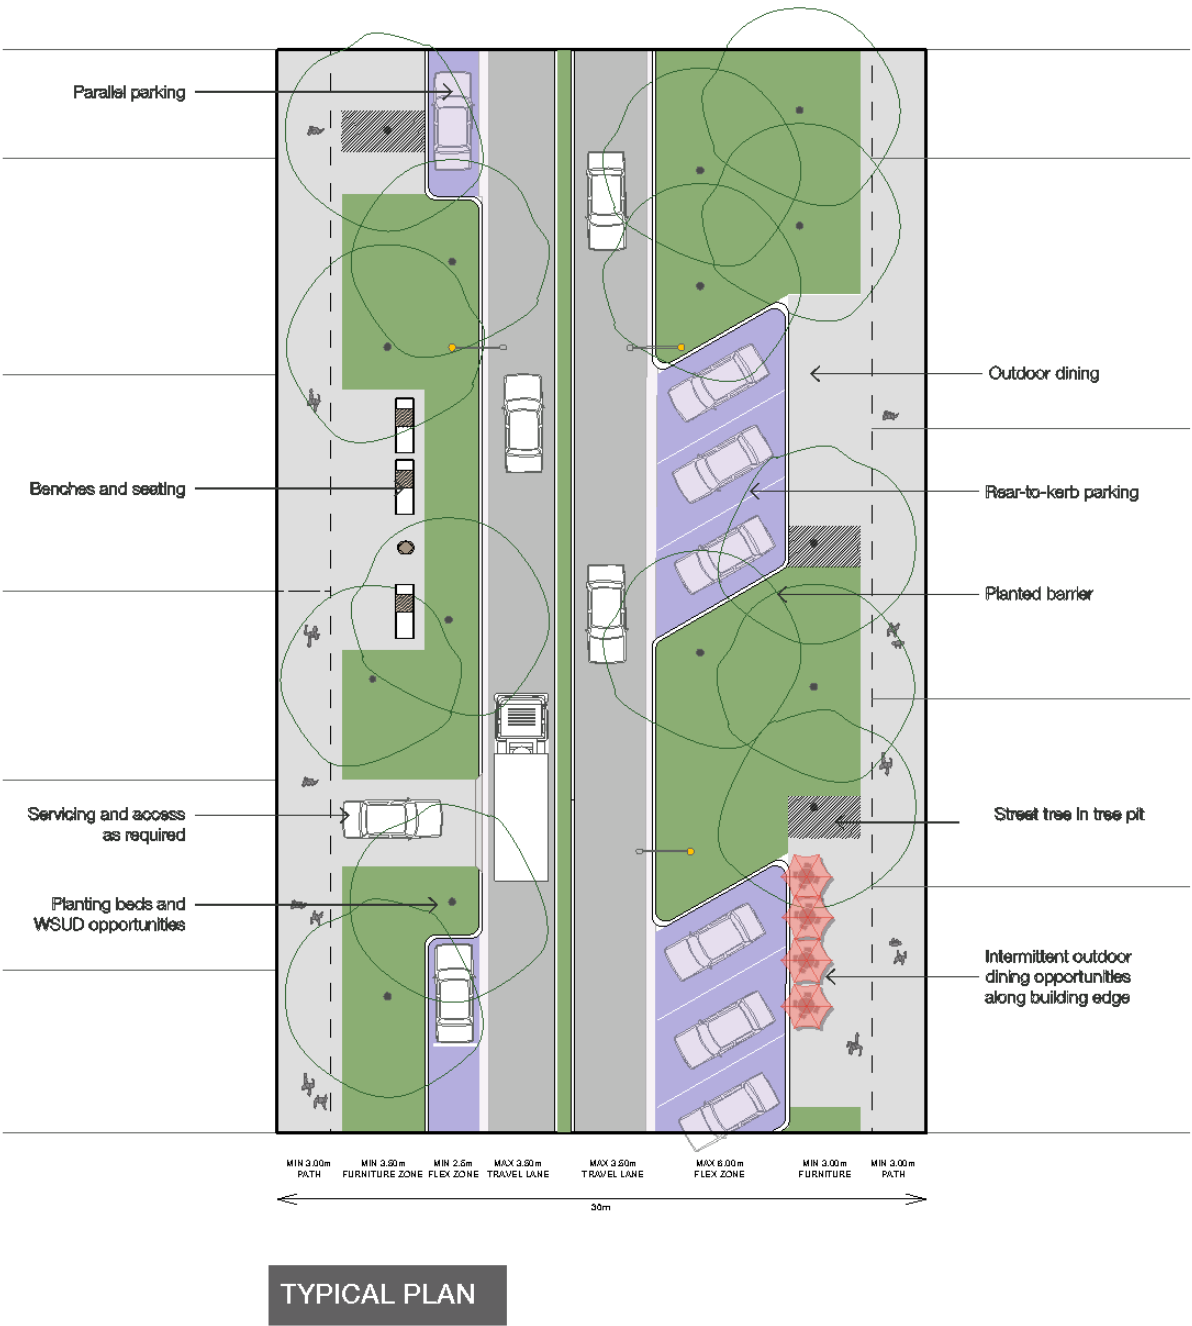 Parallel parking
Outdoor dining
Benches and seating
Rear-to-kerb parking
Planted barrier
Servicing and access
as required
Street tree in tree pit
Planting beds and
WSUD opportunities
Intermittent outdoor
dining opportunities
along building edge
MIN 3.00m
PATH
MIN 3.50m
FURNITURE ZONE
MIN 2.5m
FLEX ZONE
MAX 3.50m
TRAVEL LANE
MAX 3.50m
TRAVEL LANE
MAX 6.00m
FLEX ZONE
MIN 3.00m
FURNITURE
MIN 3.00m
PATH
30m
TYPICAL PLAN